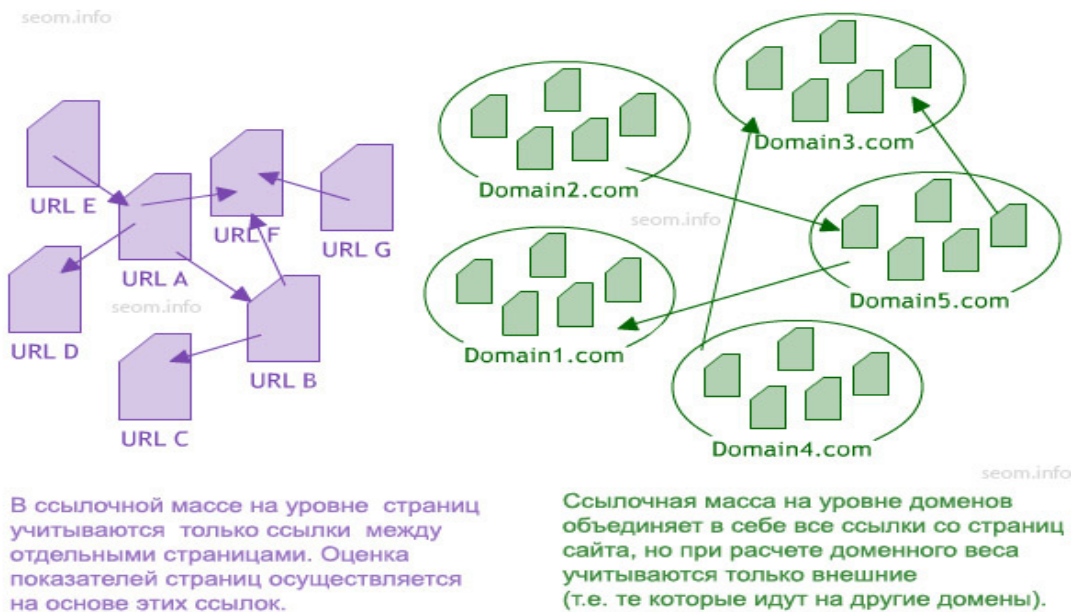 seom.info
URL E
URL F
URL G
URL A
seom.info
URL D
URL B
URL C
Domain3.com
Domain2.com
seom.info
Domain5.com
Domain1.com
Domain4.com
seom.info
В ссылочной массе на уровне страниц
учитываются только ссылки между
отдельными страницами. Оценка
показателей страниц осуществляется
на основе этих ссылок.
Ссылочная масса на уровне доменов
объединяет в себе все ссылки со страниц
сайта, но при расчете доменного веса
учитываются только внешние
(т.е. те которые идут на другие домены).